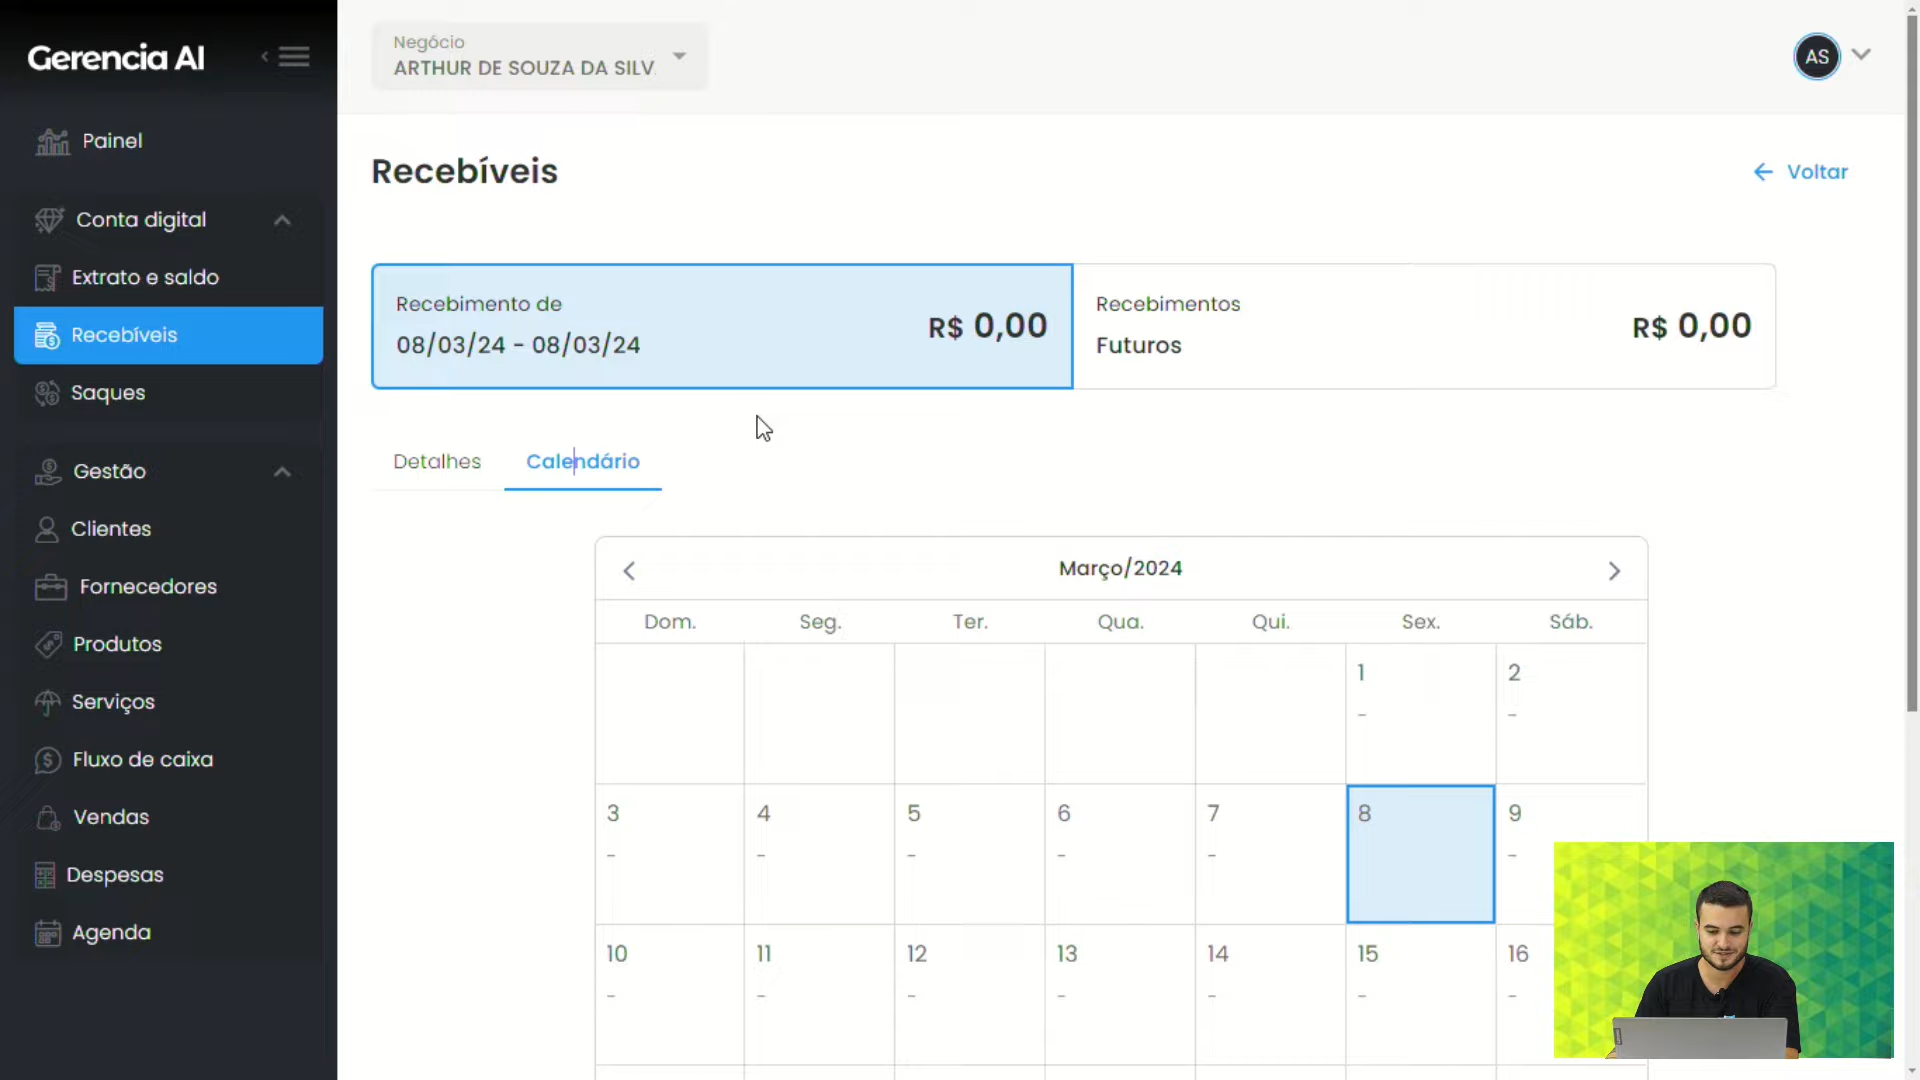 Gerencia AI
Negócio
ARTHUR DE SOUZA DA SILV
AS
Painel
Conta digital
Extrato e saldo
Recebíveis
Saques
Gestão
Clientes
Fornecedores
Produtos
Serviços
Fluxo de caixa
Vendas
Despesas
Agenda
Recebíveis
Voltar
Recebimento de
08/03/24 - 08/03/24
R$ 0,00
Recebimentos
Futuros
R$ 0,00
Detalhes Calendário
Março/2024
Dom. Seg. Ter. Qua. Qui. Sex. Sáb.
1 2
- -
3 4 5 6 7 8 9
- - - - - -
10 11 12 13 14 15 16
- - - - - - -